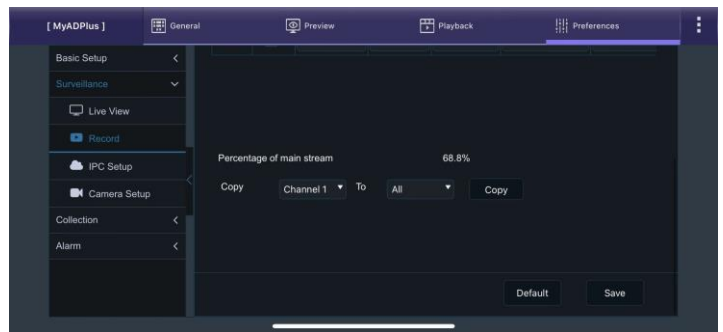 [ MyADPlus ] General Preview Playback Preferences
Basic Setup
Surveillance
Live View
Record
IPC Setup
Camera Setup
Collection
Alarm
Percentage of main stream 68.8%
Copy Channel 1 To All Copy
Default Save